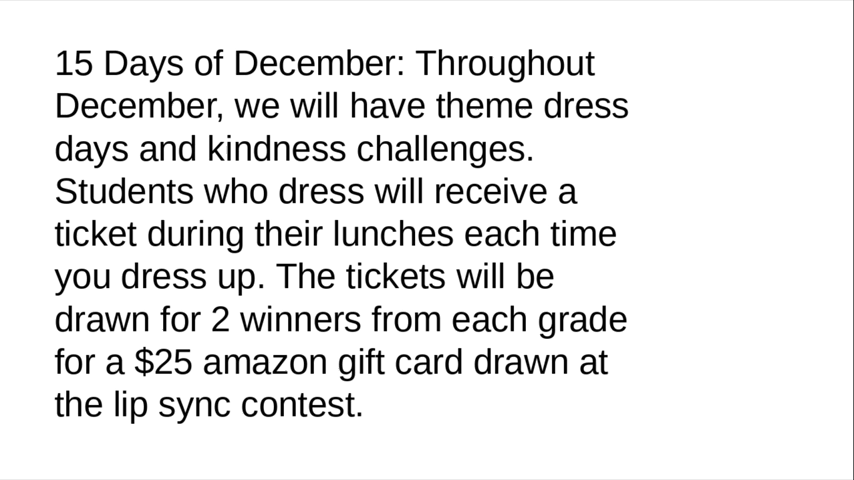 15 Days of December: Throughout
December, we will have theme dress
days and kindness challenges.
Students who dress will receive a
ticket during their lunches each time
you dress up. The tickets will be
drawn for 2 winners from each grade
for a $25 amazon gift card drawn at
the lip sync contest.